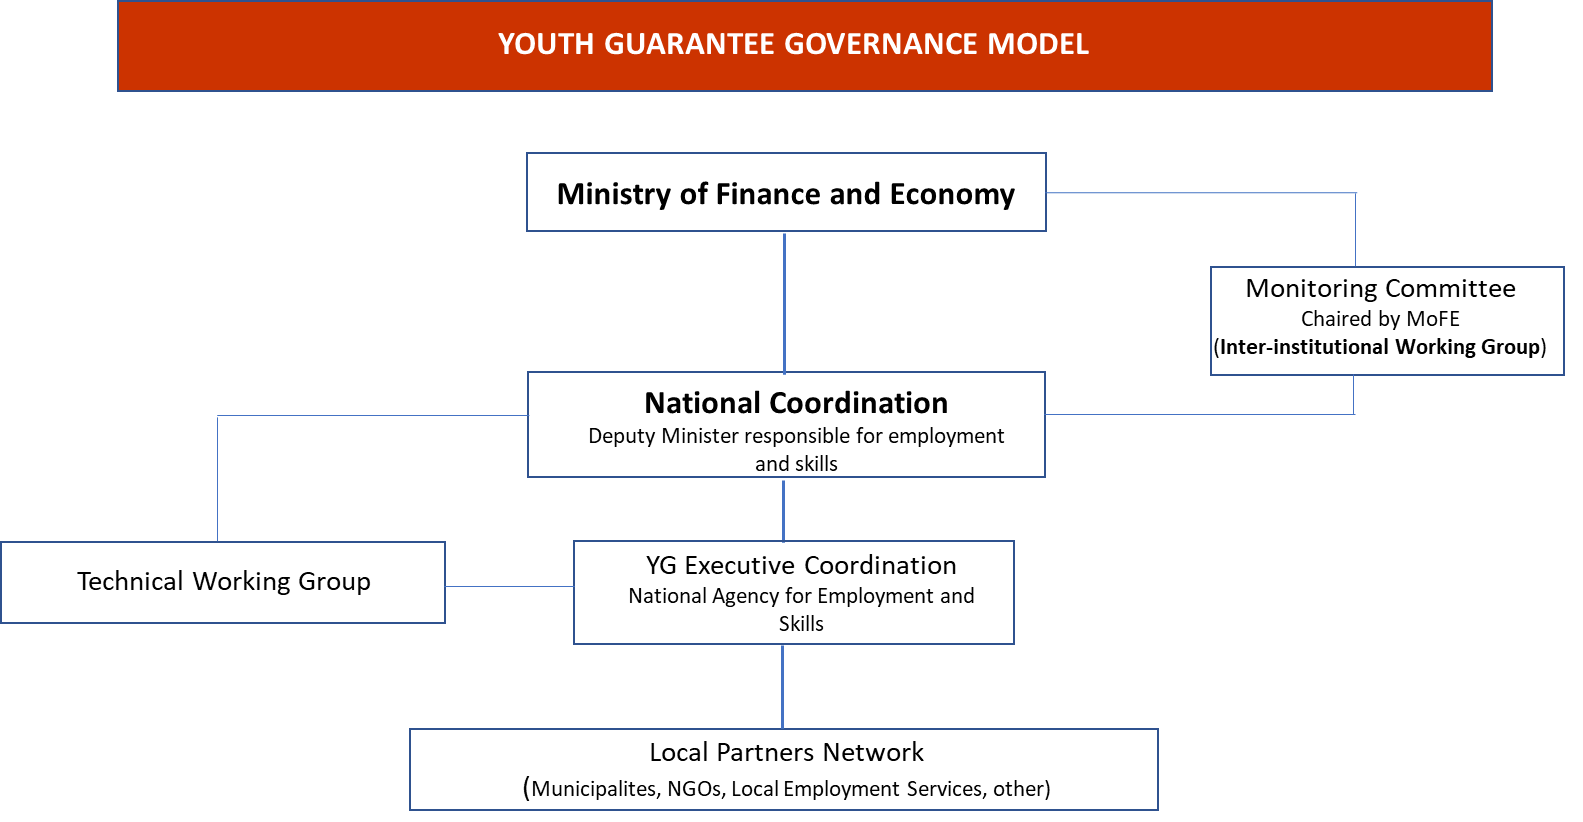 YOUTH GUARANTEE GOVERNANCE MODEL
Ministry of Finance and Economy
Monitoring Committee
Chaired by MoFE
(Inter-institutional Working Group)
National Coordination
Deputy Minister responsible for employment
and skills
Technical Working Group
YG Executive Coordination
National Agency for Employment and
Skills
Local Partners Network
(Municipalites, NGOs, Local Employment Services, other)